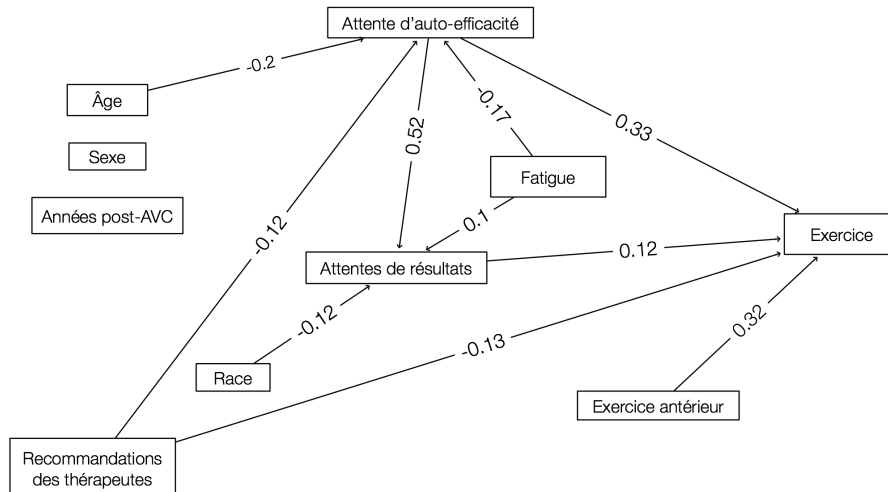 Attente d'auto-efficacité
-0.2
Âge
-0.17
0.33
0.52
Sexe
Fatigue
Années post-AVC
-0.12
0.1
Exercice
0.12
Attentes de résultats
-0.12
0.32
-0.13
Race
Exercice antérieur
Recommandations
des thérapeutes